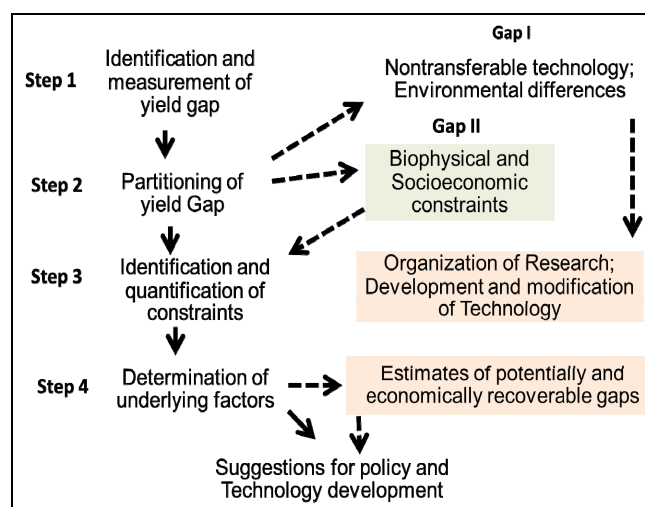 Gap I
Step 1
Identification and
measurement of
yield gap
Nontransferable technology;
Environmental differences
Gap II
Step 2
Partitioning of
yield Gap
Biophysical and
Socioeconomic
constraints
Step 3
Identification and
quantification of
constraints
Organization of Research;
Development and modification
of Technology
Step 4
Determination of
underlying factors
Estimates of potentially and
economically recoverable gaps
Suggestions for policy and
Technology development